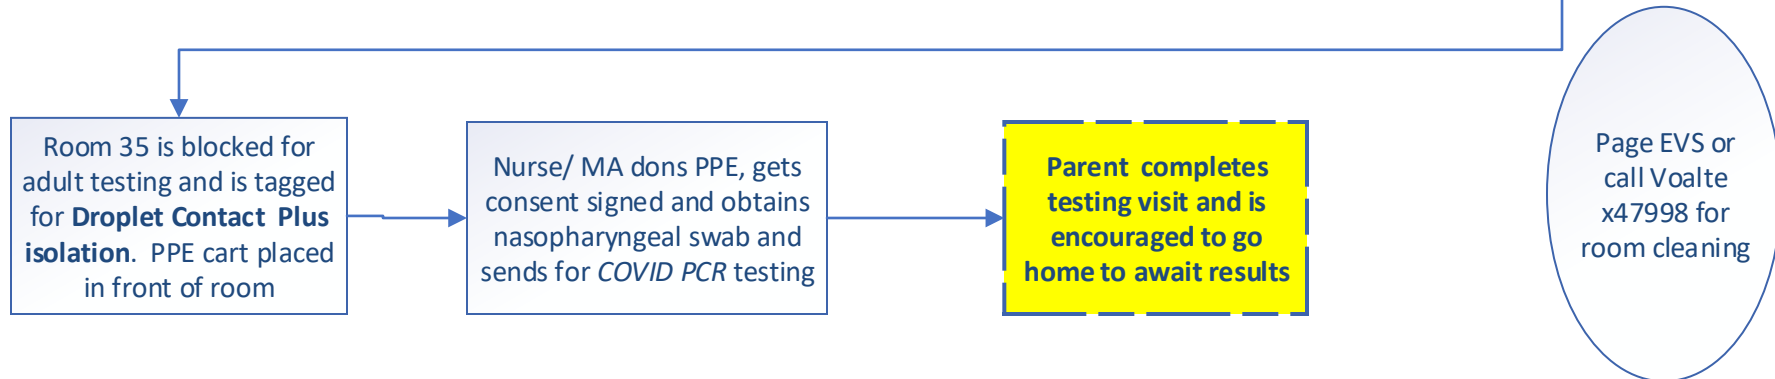 Room 35 is blocked for
adult testing and is tagged
for Droplet Contact Plus
isolation. PPE cart placed
in front of room
Nurse/ MA dons PPE, gets
consent signed and obtains
nasopharyngeal swab and
sends for COVID PCR testing
Parent completes
testing visit and is
encouraged to go
home to await results
Page EVS or
call Voalte
x47998 for
room cleaning